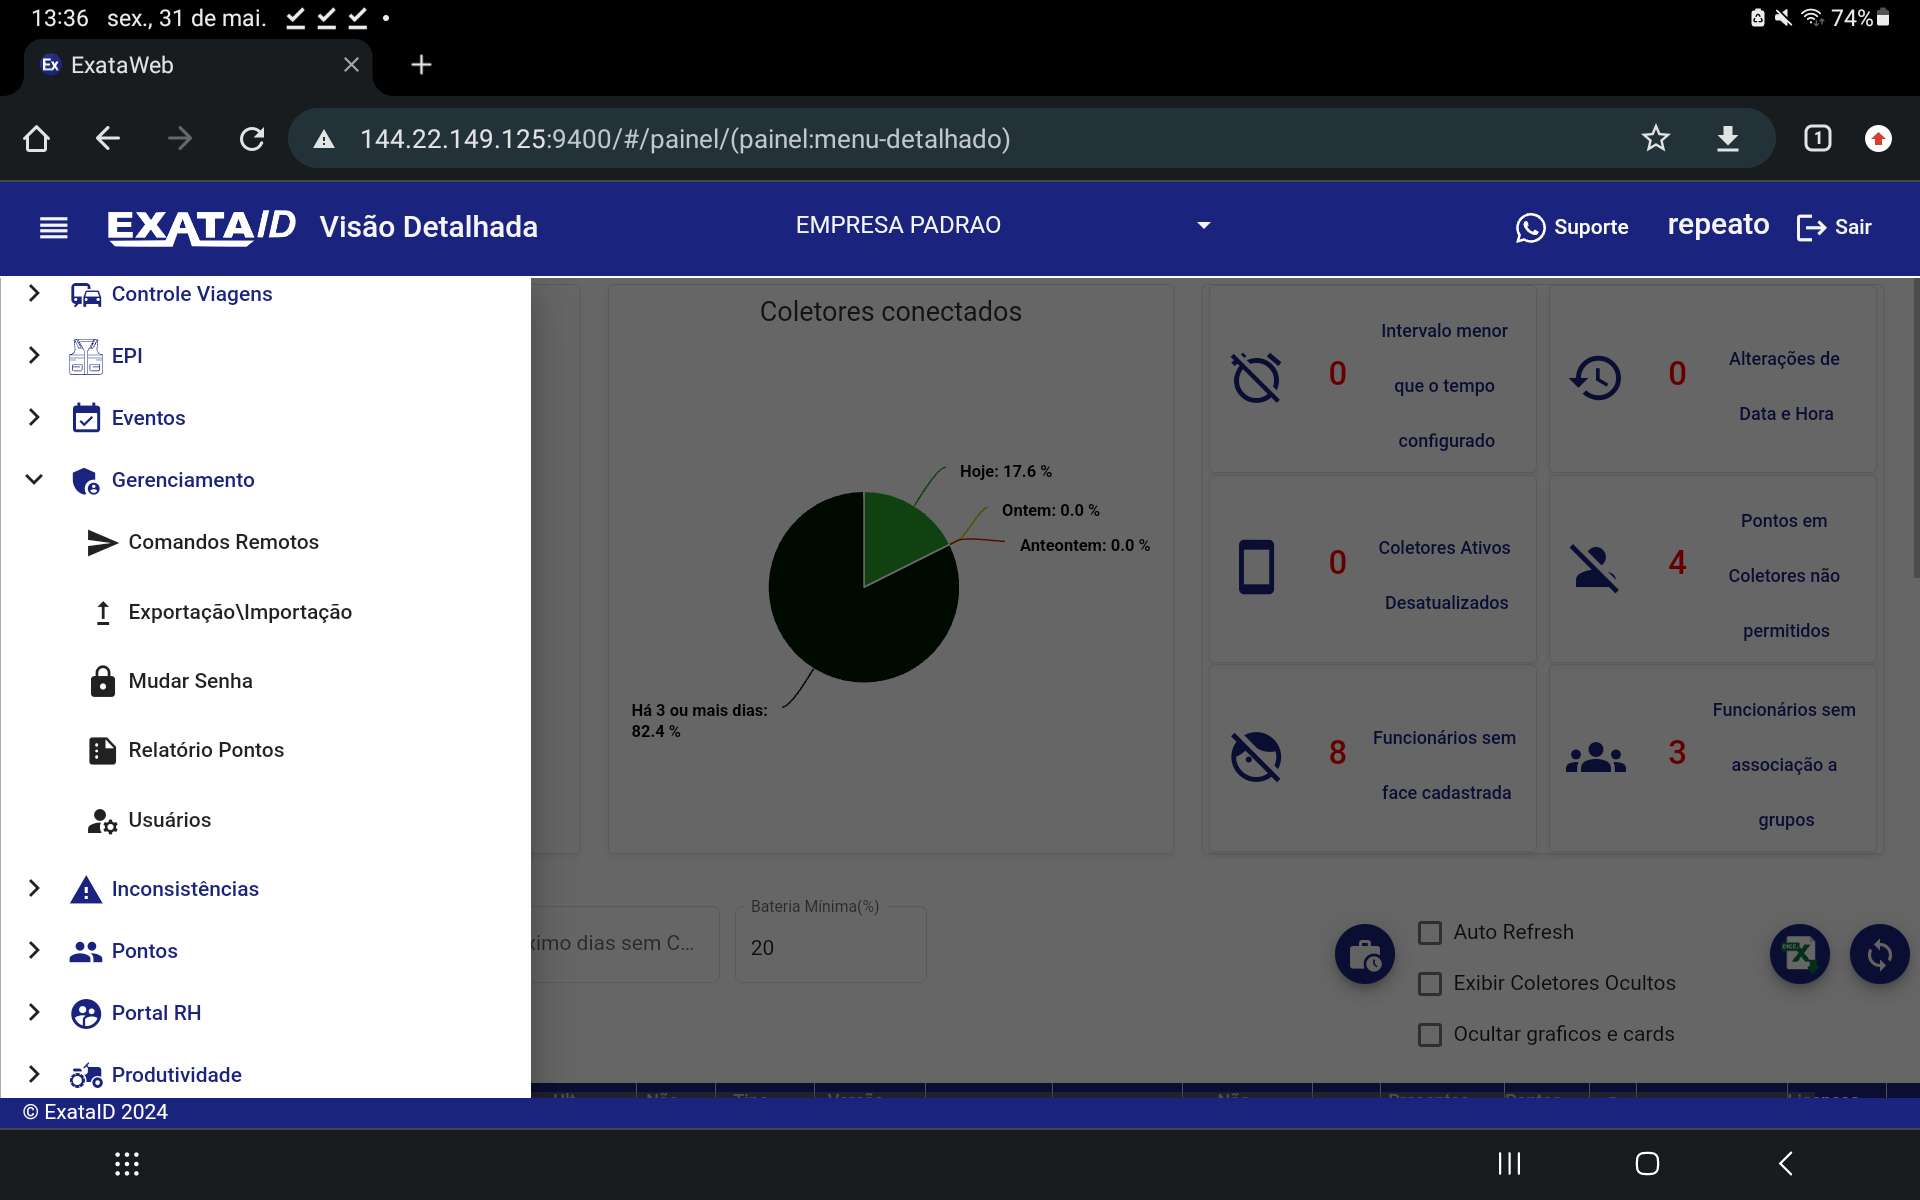 13:36 sex., 31 de mai.
74%
ExataWeb
144.22.149.125:9400/#/painel/(painel:menu-detalhado)
1
EXATAID Visão Detalhada
EMPRESA PADRAO
Suporte
repeato
Sair
Controle Viagens
EPI
Eventos
Gerenciamento
Comandos Remotos
Exportação\Importação
Mudar Senha
Relatório Pontos
Usuários
Inconsistências
Pontos
Portal RH
Produtividade
Coletores conectados
Hoje: 17.6 %
Ontem: 0.0 %
Anteontem: 0.0 %
Há 3 ou mais dias:
82.4 %
0
Intervalo menor
que o tempo
configurado
0
Alterações de
Data e Hora
0
Coletores Ativos
Desatualizados
4
Pontos em
Coletores não
permitidos
8
Funcionários sem
face cadastrada
3
Funcionários sem
associação a
grupos
ximo dias sem C...
Bateria Mínima(%)
20
Auto Refresh
Exibir Coletores Ocultos
Ocultar graficos e cards
© ExataID 2024